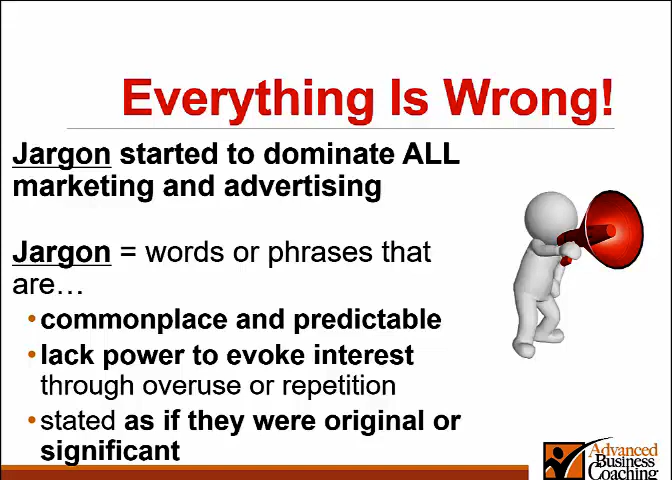 Everything Is Wrong!
Jargon started to dominate ALL
marketing and advertising
Jargon = words or phrases that
are…
•commonplace and predictable
•lack power to evoke interest
through overuse or repetition
•stated as if they were original or
significant
Advanced
Business
Coaching